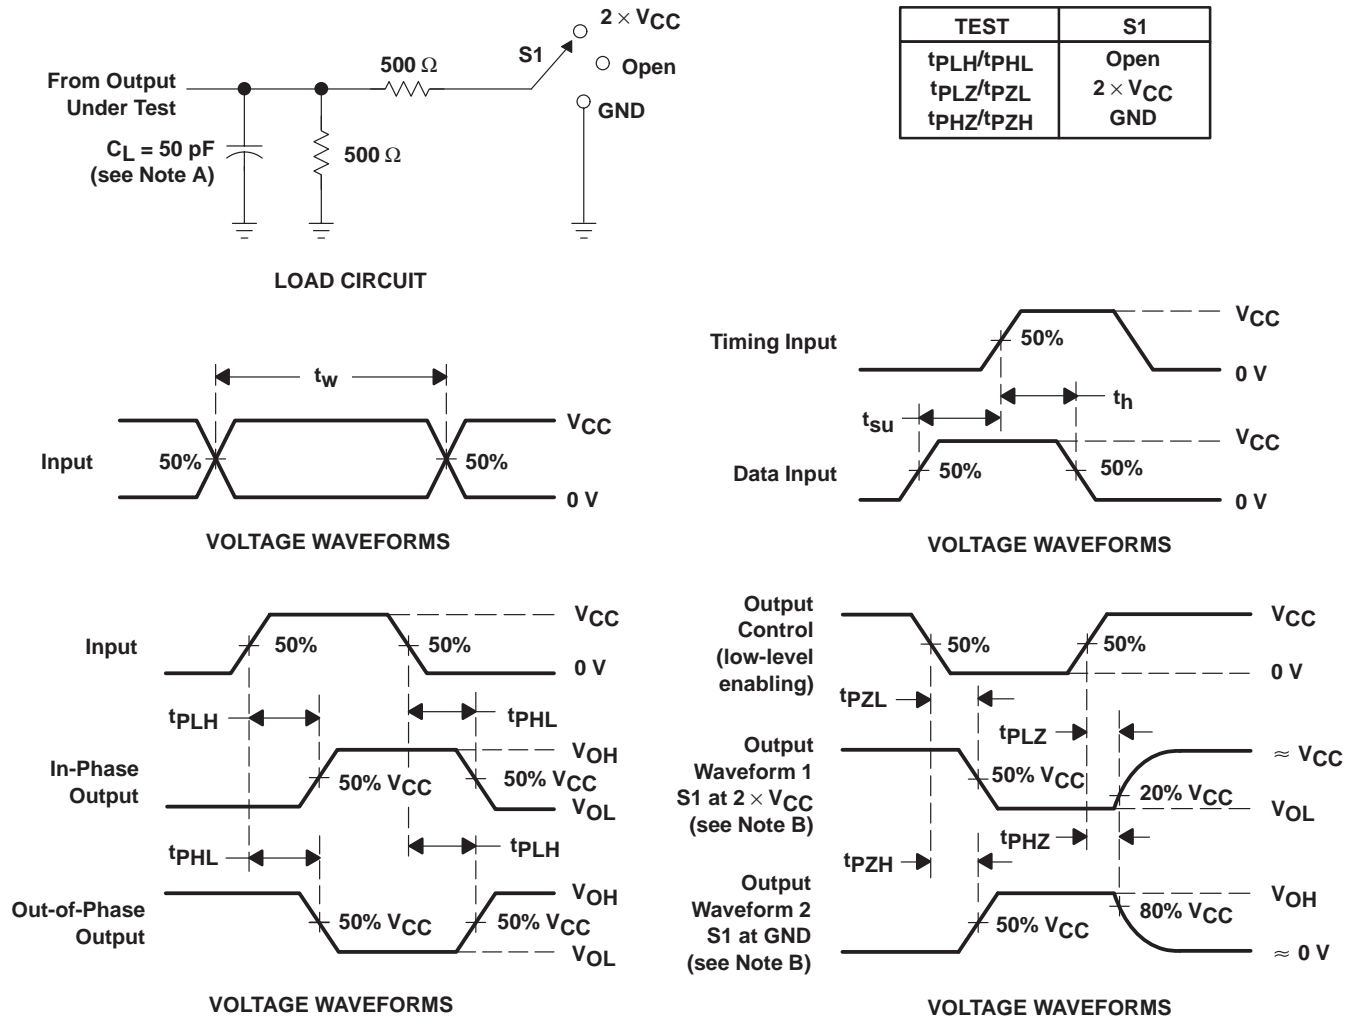 2 × VCC
S1
Open
GND
500 Ω
From Output
Under Test
CL = 50 pF
(see Note A)
500 Ω
LOAD CIRCUIT
TEST S1
tPLH/tPHL Open
tPLZ/tPZL 2 × VCC
tPHZ/tPZH GND
tw
VCC
Input 50% 50%
0 V
VOLTAGE WAVEFORMS
VCC
Timing Input 50%
0 V
th
tsu
VCC
Data Input 50% 50%
0 V
VOLTAGE WAVEFORMS
VCC
Input 50% 50%
0 V
tPLH tPHL
VOH
In-Phase
Output
50% VCC 50% VCC
VOL
tPHL tPLH
VOH
Out-of-Phase
Output
50% VCC 50% VCC
VOL
VOLTAGE WAVEFORMS
Output
Control
(low-level
enabling)
VCC
50% 50%
0 V
tPZL
tPLZ
Output
Waveform 1
S1 at 2 × VCC
(see Note B)
≈ VCC
50% VCC 20% VCC
VOL
tPHZ
tPZH
Output
Waveform 2
S1 at GND
(see Note B)
VOH
50% VCC 80% VCC
≈ 0 V
VOLTAGE WAVEFORMS